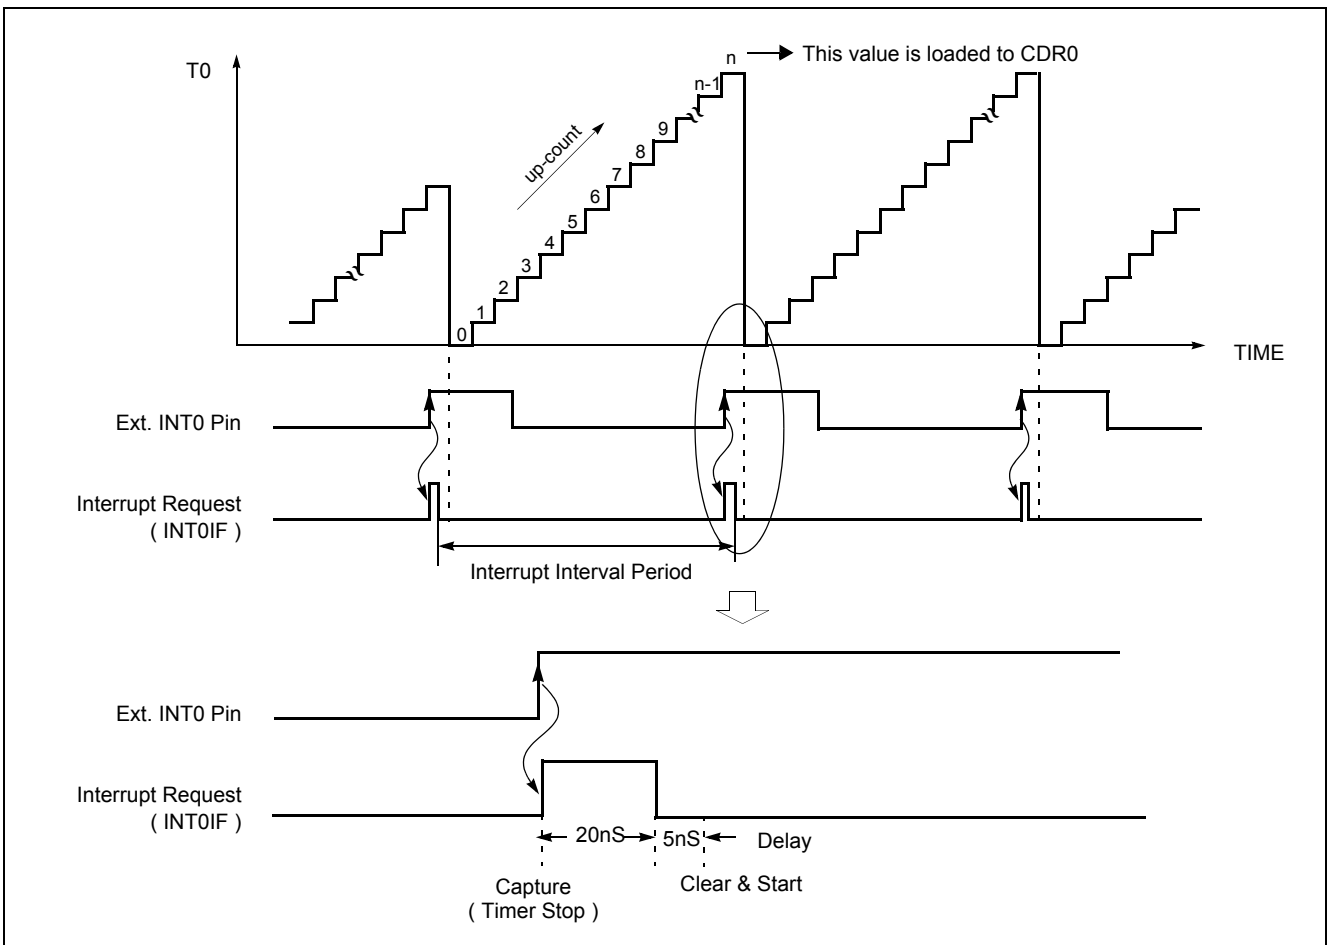 T0
n
This value is loaded to CDR0
n-1
up-count
9
8
7
6
5
4
3
2
1
0
TIME
Ext. INT0 Pin
Interrupt Request
( INT0IF )
Interrupt Interval Period
Ext. INT0 Pin
Interrupt Request
( INT0IF )
20nS
5nS
Delay
Capture
( Timer Stop )
Clear & Start